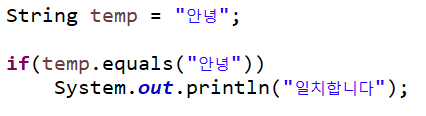 String temp = "안녕";
if(temp.equals("안녕"))
System.out.println("일치합니다");